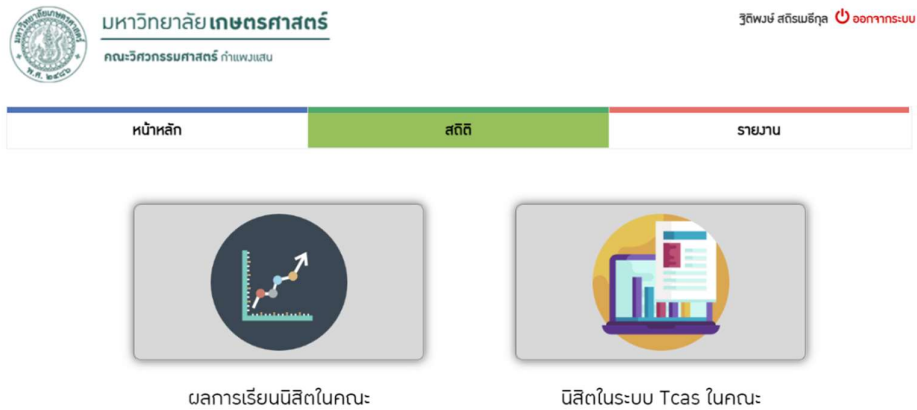 มหาวิทยาลัยเกษตรศาสตร์
คณะวิศวกรรมศาสตร์ กำแพงแสน
ฐิติพงษ์ สถิรเมธีกุล ออกจากระบบ
หน้าหลัก
สถิติ
รายงาน
ผลการเรียนนิสิตในคณะ
นิสิตในระบบ Tcas ในคณะ